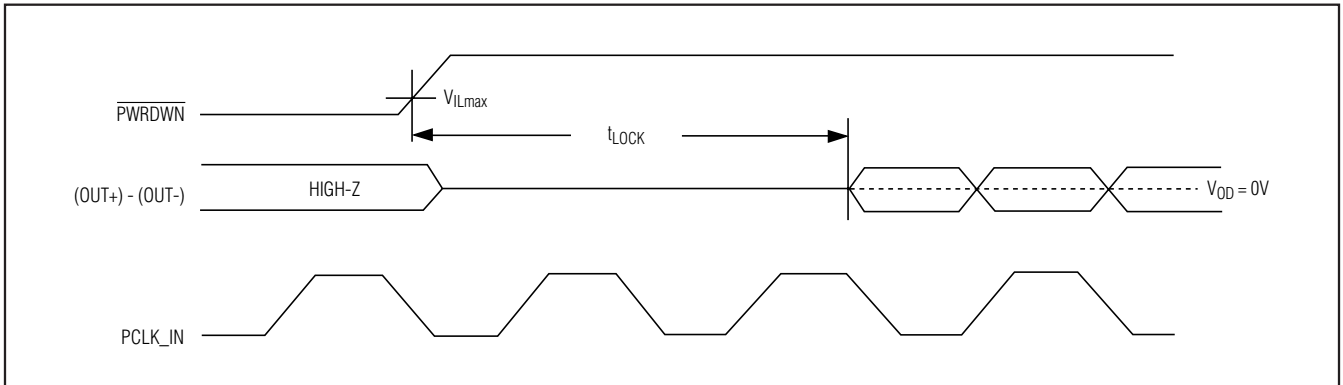 PWRDWN
VILmax
tLOCK
(OUT+) - (OUT-)
HIGH-Z
VOD = 0V
PCLK_IN